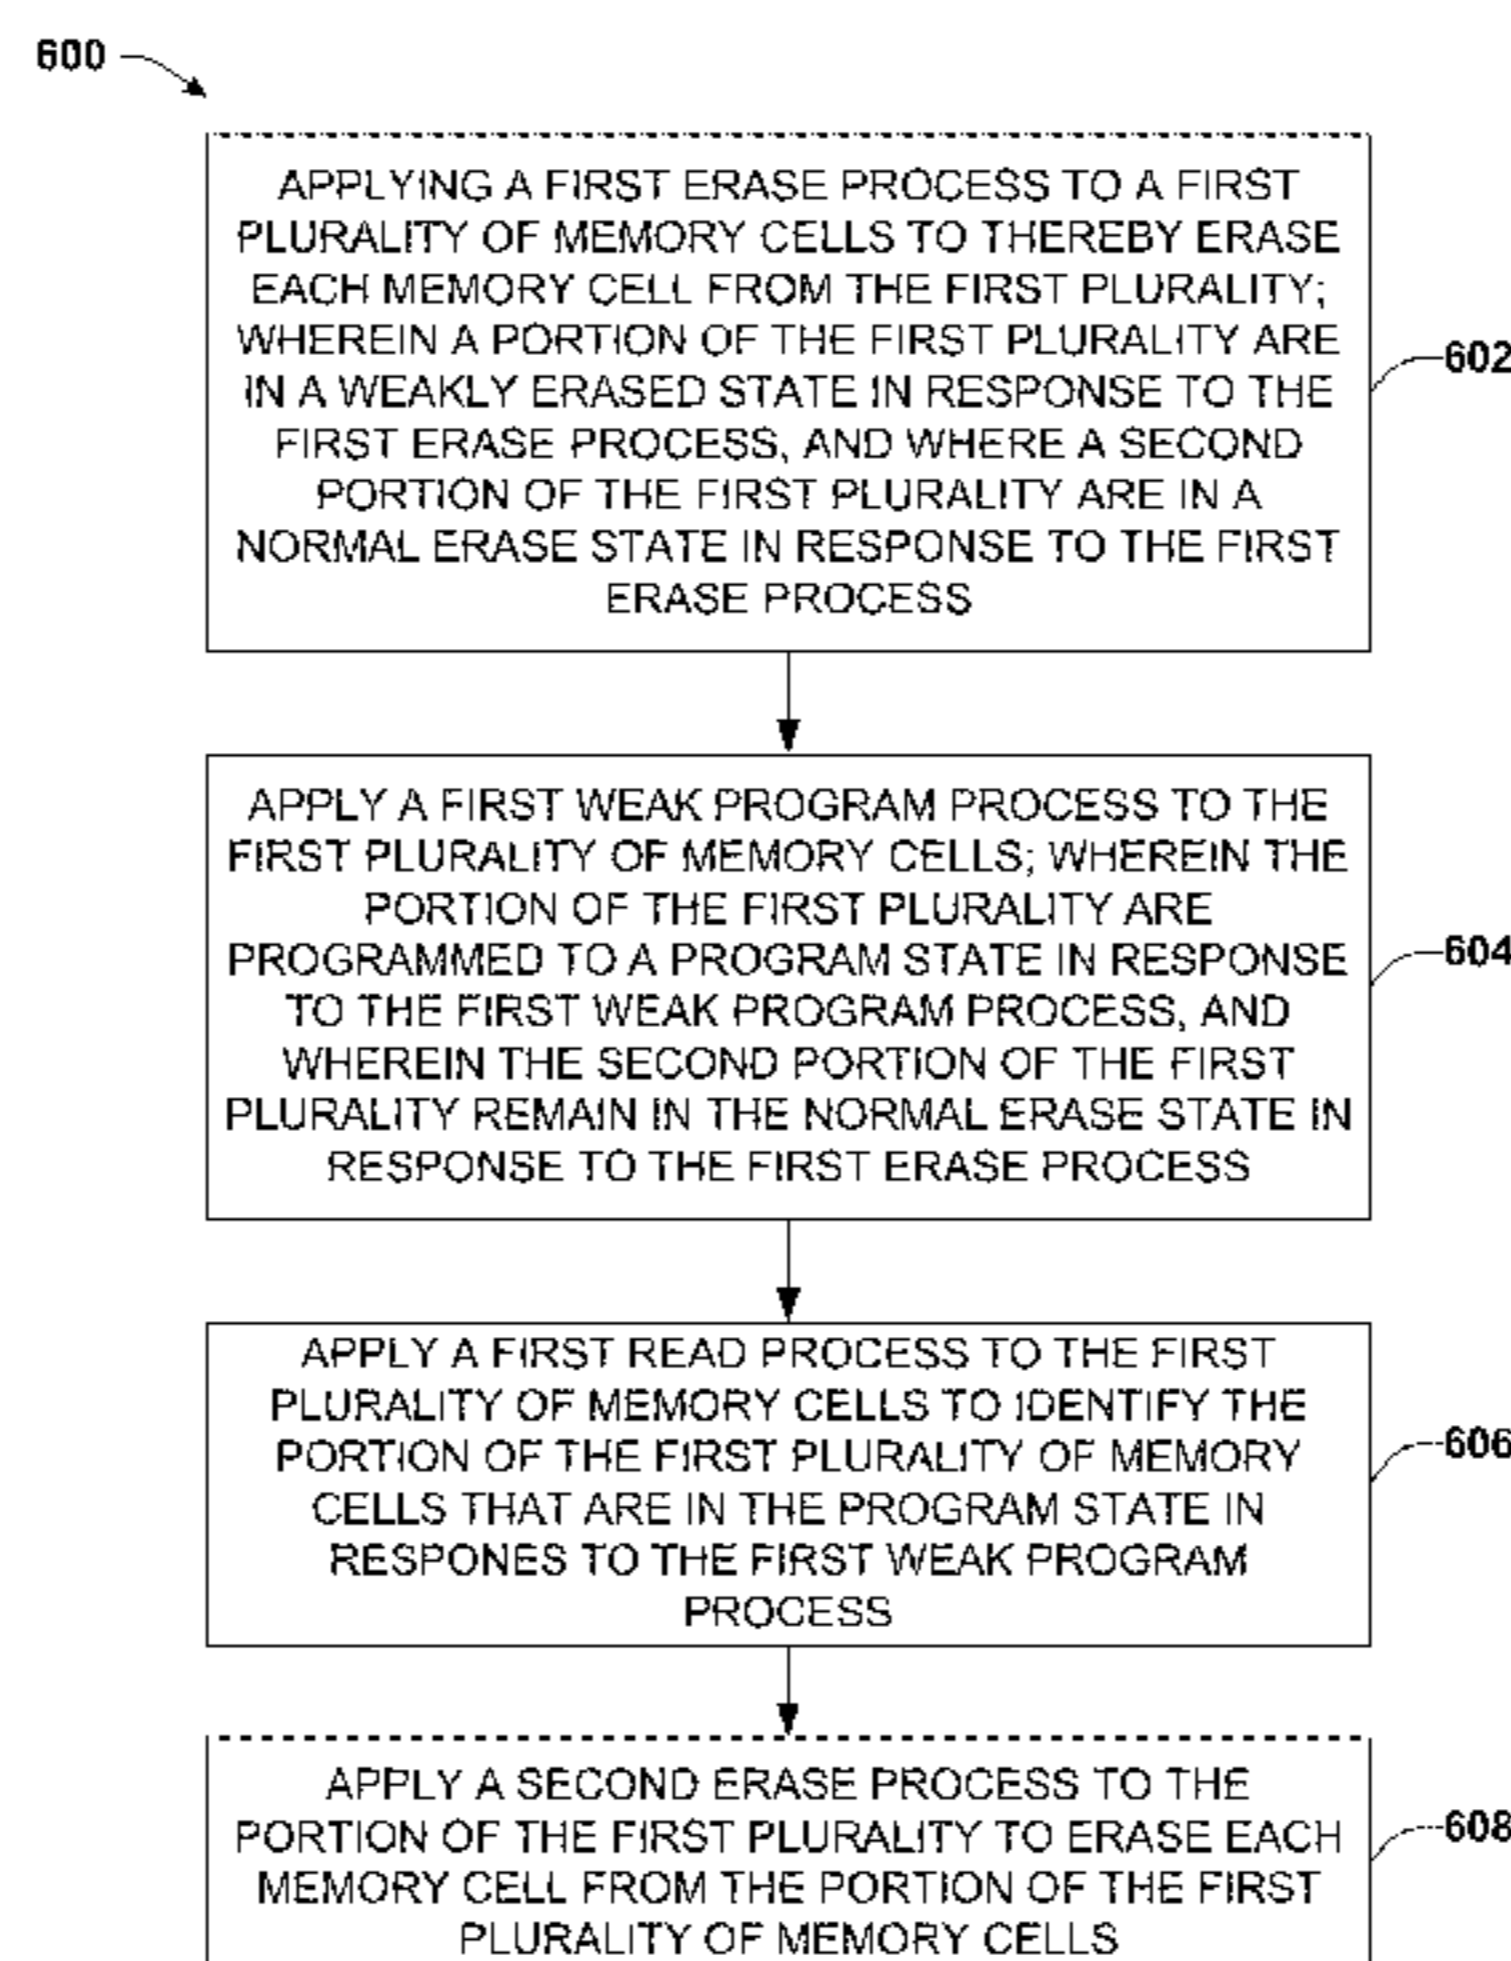 600
APPLYING A FIRST ERASE PROCESS TO A FIRST
PLURALITY OF MEMORY CELLS TO THEREBY ERASE
EACH MEMORY CELL FROM THE FIRST PLURALITY;
WHEREIN A PORTION OF THE FIRST PLURALITY ARE
IN A WEAKLY ERASED STATE IN RESPONSE TO THE
FIRST ERASE PROCESS, AND WHERE A SECOND
PORTION OF THE FIRST PLURALITY ARE IN A
NORMAL ERASE STATE IN RESPONSE TO THE FIRST
ERASE PROCESS
602
APPLY A FIRST WEAK PROGRAM PROCESS TO THE
FIRST PLURALITY OF MEMORY CELLS; WHEREIN THE
PORTION OF THE FIRST PLURALITY ARE
PROGRAMMED TO A PROGRAM STATE IN RESPONSE
TO THE FIRST WEAK PROGRAM PROCESS, AND
WHEREIN THE SECOND PORTION OF THE FIRST
PLURALITY REMAIN IN THE NORMAL ERASE STATE IN
RESPONSE TO THE FIRST ERASE PROCESS
604
APPLY A FIRST READ PROCESS TO THE FIRST
PLURALITY OF MEMORY CELLS TO IDENTIFY THE
PORTION OF THE FIRST PLURALITY OF MEMORY
CELLS THAT ARE IN THE PROGRAM STATE IN
RESPONES TO THE FIRST WEAK PROGRAM
PROCESS
606
APPLY A SECOND ERASE PROCESS TO THE
PORTION OF THE FIRST PLURALITY TO ERASE EACH
MEMORY CELL FROM THE PORTION OF THE FIRST
PLURALITY OF MEMORY CELLS
608